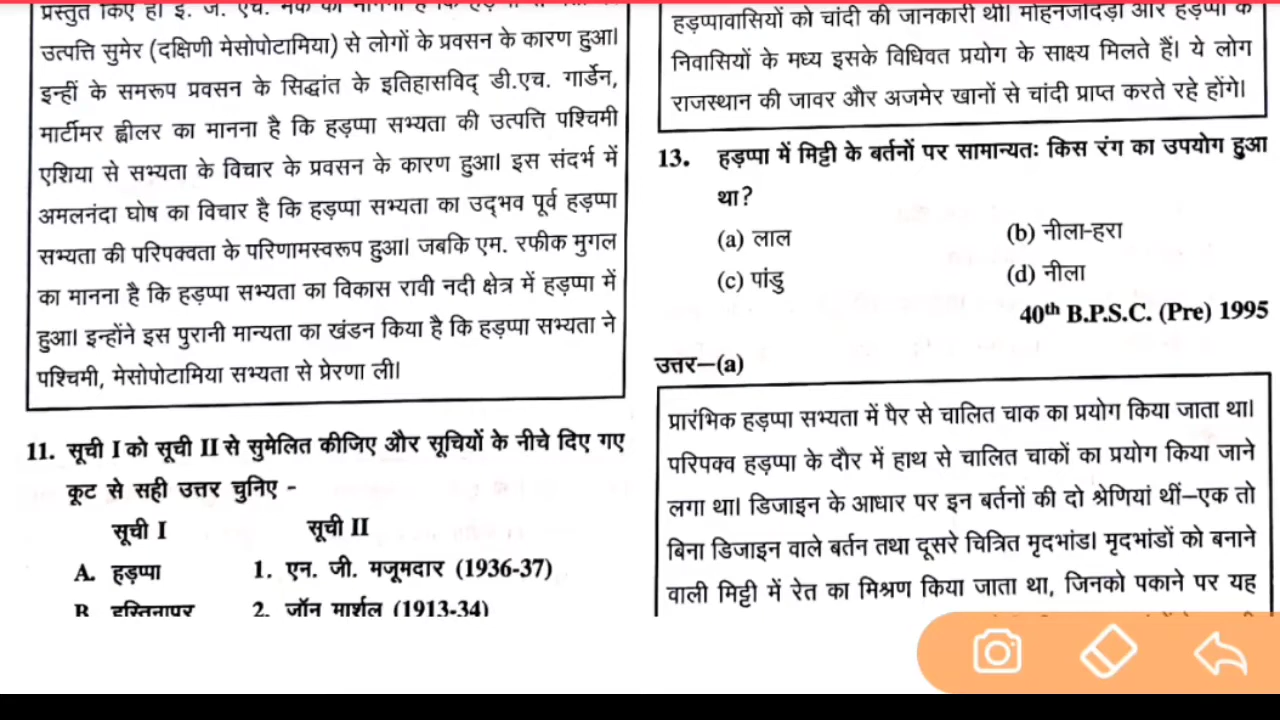 उत्पत्ति सुमेर (दक्षिणी मेसोपोटामिया) से लोगों के प्रवसन के कारण हुआ।
इन्हीं के समरूप प्रवसन के सिद्धांत के इतिहासविद् डी.एच. गार्डेन,
मार्टीमर ह्वीलर का मानना है कि हड़प्पा सभ्यता की उत्पत्ति पश्चिमी
एशिया से सभ्यता के विचार के प्रवसन के कारण हुआ। इस संदर्भ में
अमलनंदा घोष का विचार है कि हड़प्पा सभ्यता का उद्भव पूर्व हड़प्पा
सभ्यता की परिपक्वता के परिणामस्वरूप हुआ। जबकि एम. रफीक मुगल
का मानना है कि हड़प्पा सभ्यता का विकास रावी नदी क्षेत्र में हड़प्पा में
हुआ। इन्होंने इस पुरानी मान्यता का खंडन किया है कि हड़प्पा सभ्यता ने
पश्चिमी, मेसोपोटामिया सभ्यता से प्रेरणा ली।
11. सूची I को सूची II से सुमेलित कीजिए और सूचियों के नीचे दिए गए
कूट से सही उत्तर चुनिए -
सूची I सूची II
A. हड़प्पा 1. एन. जी. मजूमदार (1936-37)
B हस्तिनापुर 2. जॉन मार्शल (1913-34)
हड़प्पावासियों को चांदी की जानकारी थी। मोहनजोदड़ो और हड़प्पा के
निवासियों के मध्य इसके विधिवत प्रयोग के साक्ष्य मिलते हैं। ये लोग
राजस्थान की जावर और अजमेर खानों से चांदी प्राप्त करते रहे होंगे।
13. हड़प्पा में मिट्टी के बर्तनों पर सामान्यतः किस रंग का उपयोग हुआ
था?
(a) लाल (b) नीला-हरा
(c) पांडु (d) नीला
40th B.P.S.C. (Pre) 1995
उत्तर—(a)
प्रारंभिक हड़प्पा सभ्यता में पैर से चालित चाक का प्रयोग किया जाता था।
परिपक्व हड़प्पा के दौर में हाथ से चालित चाकों का प्रयोग किया जाने
लगा था। डिजाइन के आधार पर इन बर्तनों की दो श्रेणियां थीं–एक तो
बिना डिजाइन वाले बर्तन तथा दूसरे चित्रित मृदभांड। मृदभांडों को बनाने
वाली मिट्टी में रेत का मिश्रण किया जाता था, जिनको पकाने पर यह